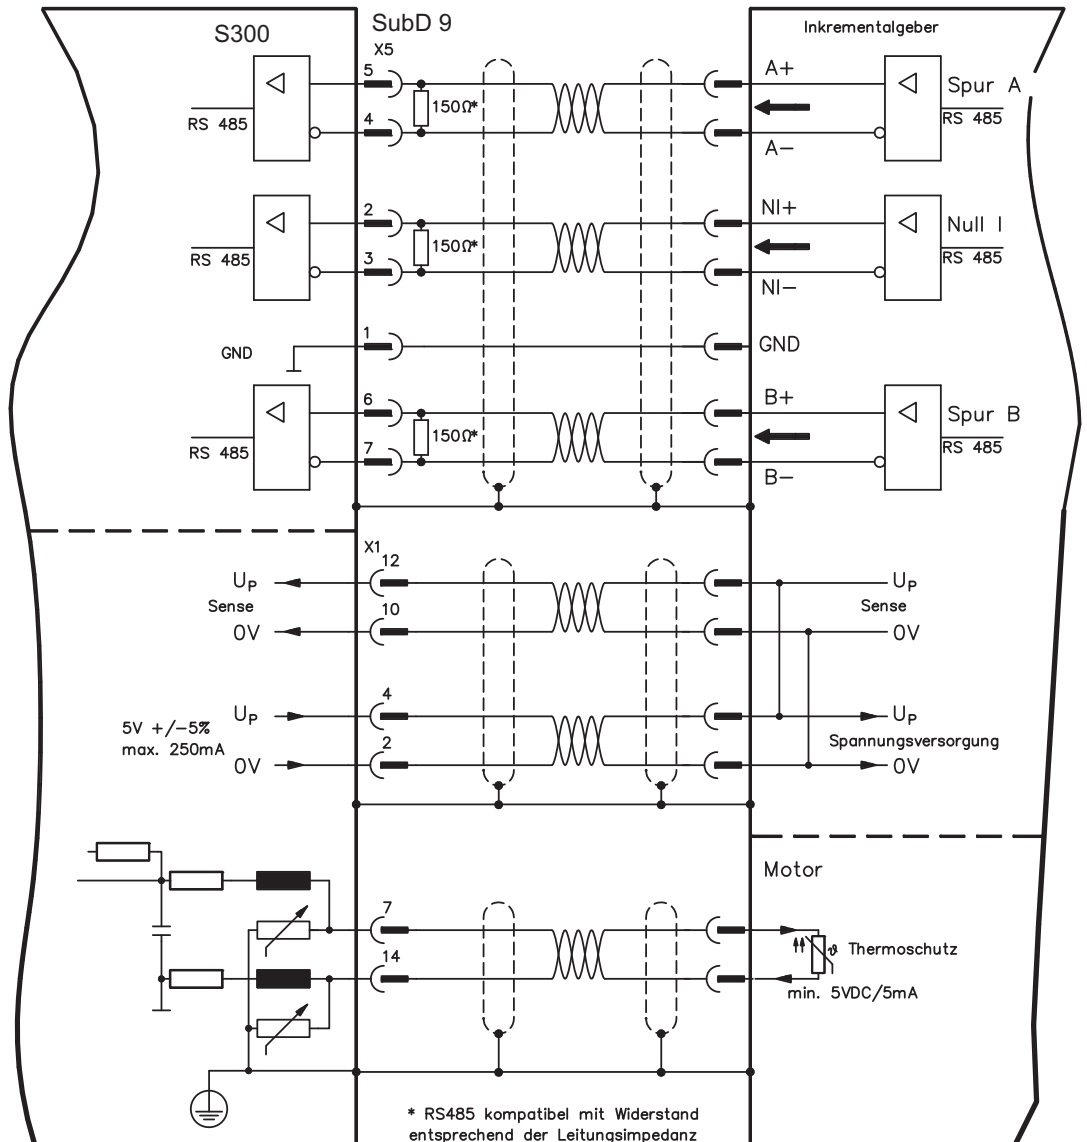 S300
SubD 9
Inkrementalgeber
X5
5
A+
Spur A
RS 485
150Ω*
RS 485
4
A−
2
NI+
Null I
RS 485
150Ω*
RS 485
3
NI−
GND
1
GND
6
B+
Spur B
RS 485
150Ω*
RS 485
7
B−
X1
12
UP
UP
Sense
Sense
10
0V
0V
4
UP
UP
5V +/−5%
max. 250mA
Spannungsversorgung
2
0V
0V
Motor
7
ϑ Thermoschutz
14
min. 5VDC/5mA
* RS485 kompatibel mit Widerstand
entsprechend der Leitungsimpedanz